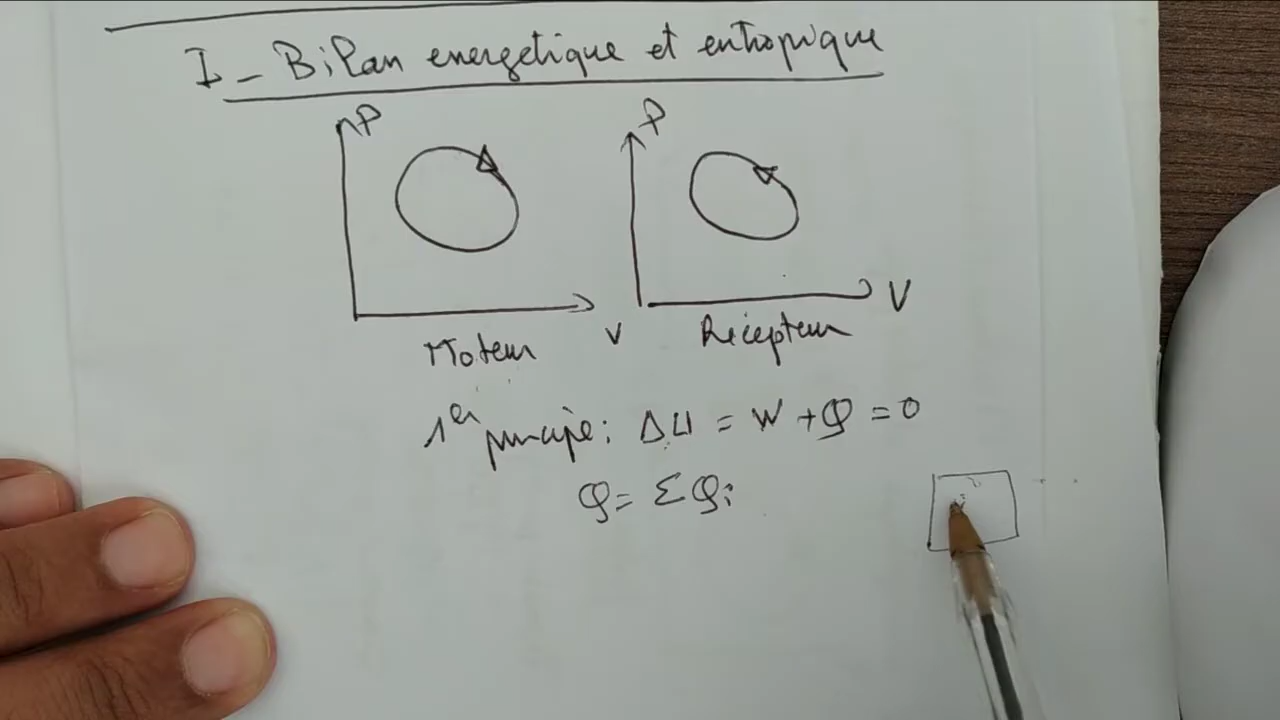 I - Bilan energetique et entropique
P
P
V
V
Moteur
Récepteur
1er principe: ΔU = W + Q = 0
Q = Σ Qi